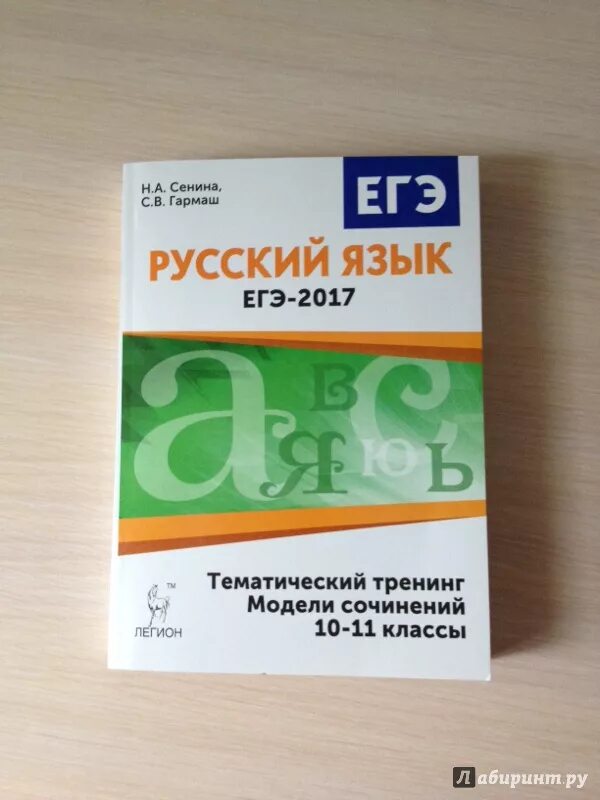 Н.А. Сенина,
С.В. Гармаш
ЕГЭ
РУССКИЙ ЯЗЫК
ЕГЭ-2017
а в с
я ю ь
Тематический тренинг
Модели сочинений
10-11 классы
TM
ЛЕГИОН
Лабиринт.ру